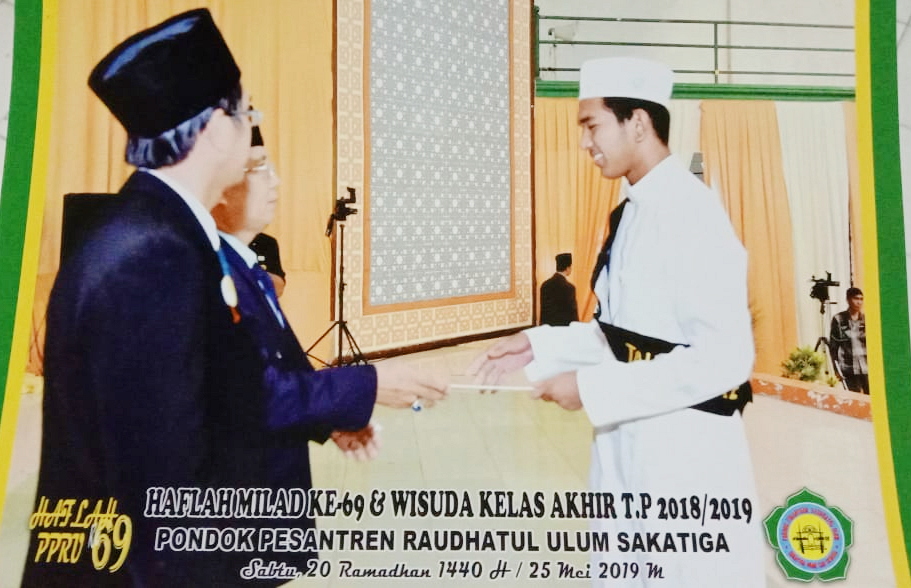 HAFLAH
PPRU KE 69
HAFLAH MILAD KE-69 & WISUDA KELAS AKHIR T.P 2018/2019
PONDOK PESANTREN RAUDHATUL ULUM SAKATIGA
Sabtu, 20 Ramadhan 1440 H / 25 Mei 2019 M